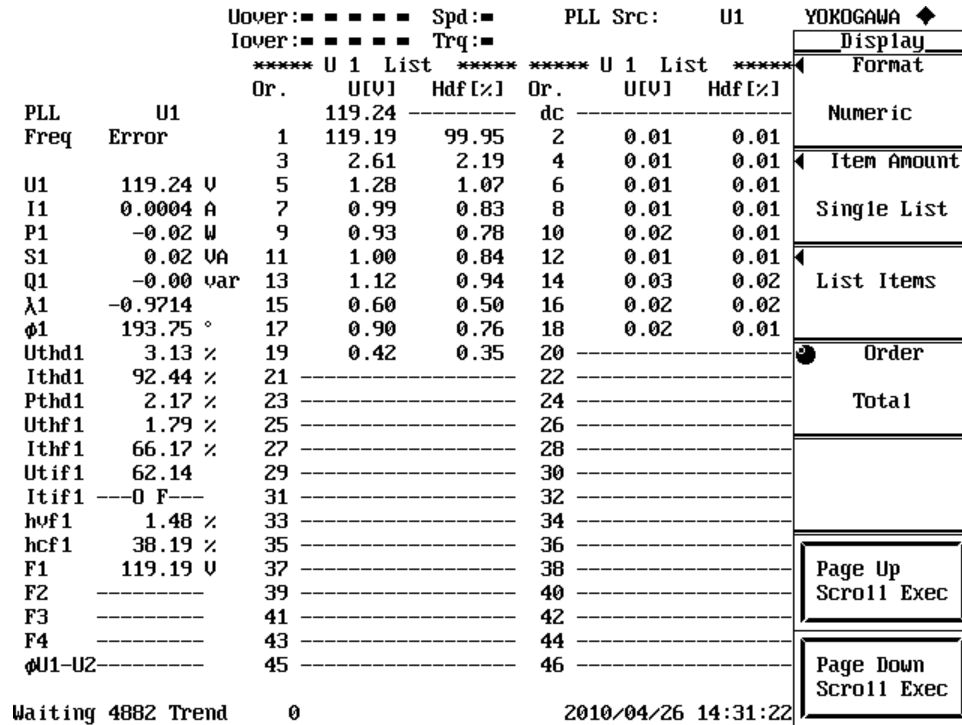 Uover:■ ■ ■ ■ ■ Spd:■ PLL Src: U1 YOKOGAWA ◆
Iover:■ ■ ■ ■ ■ Trq:■ Display
***** U 1 List ***** ***** U 1 List ***** Format
Or. U[V] Hdf[%] Or. U[V] Hdf[%]
PLL U1 119.24 ---------- dc -------------------- Numeric
Freq Error 1 119.19 99.95 2 0.01 0.01
3 2.61 2.19 4 0.01 0.01 Item Amount
U1 119.24 V 5 1.28 1.07 6 0.01 0.01
I1 0.0004 A 7 0.99 0.83 8 0.01 0.01 Single List
P1 -0.02 W 9 0.93 0.78 10 0.02 0.01
S1 0.02 VA 11 1.00 0.84 12 0.01 0.01
Q1 -0.00 var 13 1.12 0.94 14 0.03 0.02 List Items
λ1 -0.9714 15 0.60 0.50 16 0.02 0.02
φ1 193.75 ° 17 0.90 0.76 18 0.02 0.01
Uthd1 3.13 % 19 0.42 0.35 20 -------------------- Order
Ithd1 92.44 % 21 -------------------- 22 --------------------
Pthd1 2.17 % 23 -------------------- 24 -------------------- Total
Uthf1 1.79 % 25 -------------------- 26 --------------------
Ithf1 66.17 % 27 -------------------- 28 --------------------
Utif1 62.14 29 -------------------- 30 --------------------
Itif1 ---O F--- 31 -------------------- 32 --------------------
hvf1 1.48 % 33 -------------------- 34 --------------------
hcf1 38.19 % 35 -------------------- 36 --------------------
F1 119.19 V 37 -------------------- 38 -------------------- Page Up
F2 ---------- 39 -------------------- 40 -------------------- Scroll Exec
F3 ---------- 41 -------------------- 42 --------------------
F4 ---------- 43 -------------------- 44 --------------------
φU1-U2---------- 45 -------------------- 46 -------------------- Page Down
Scroll Exec
Waiting 4882 Trend 0 2010/04/26 14:31:22